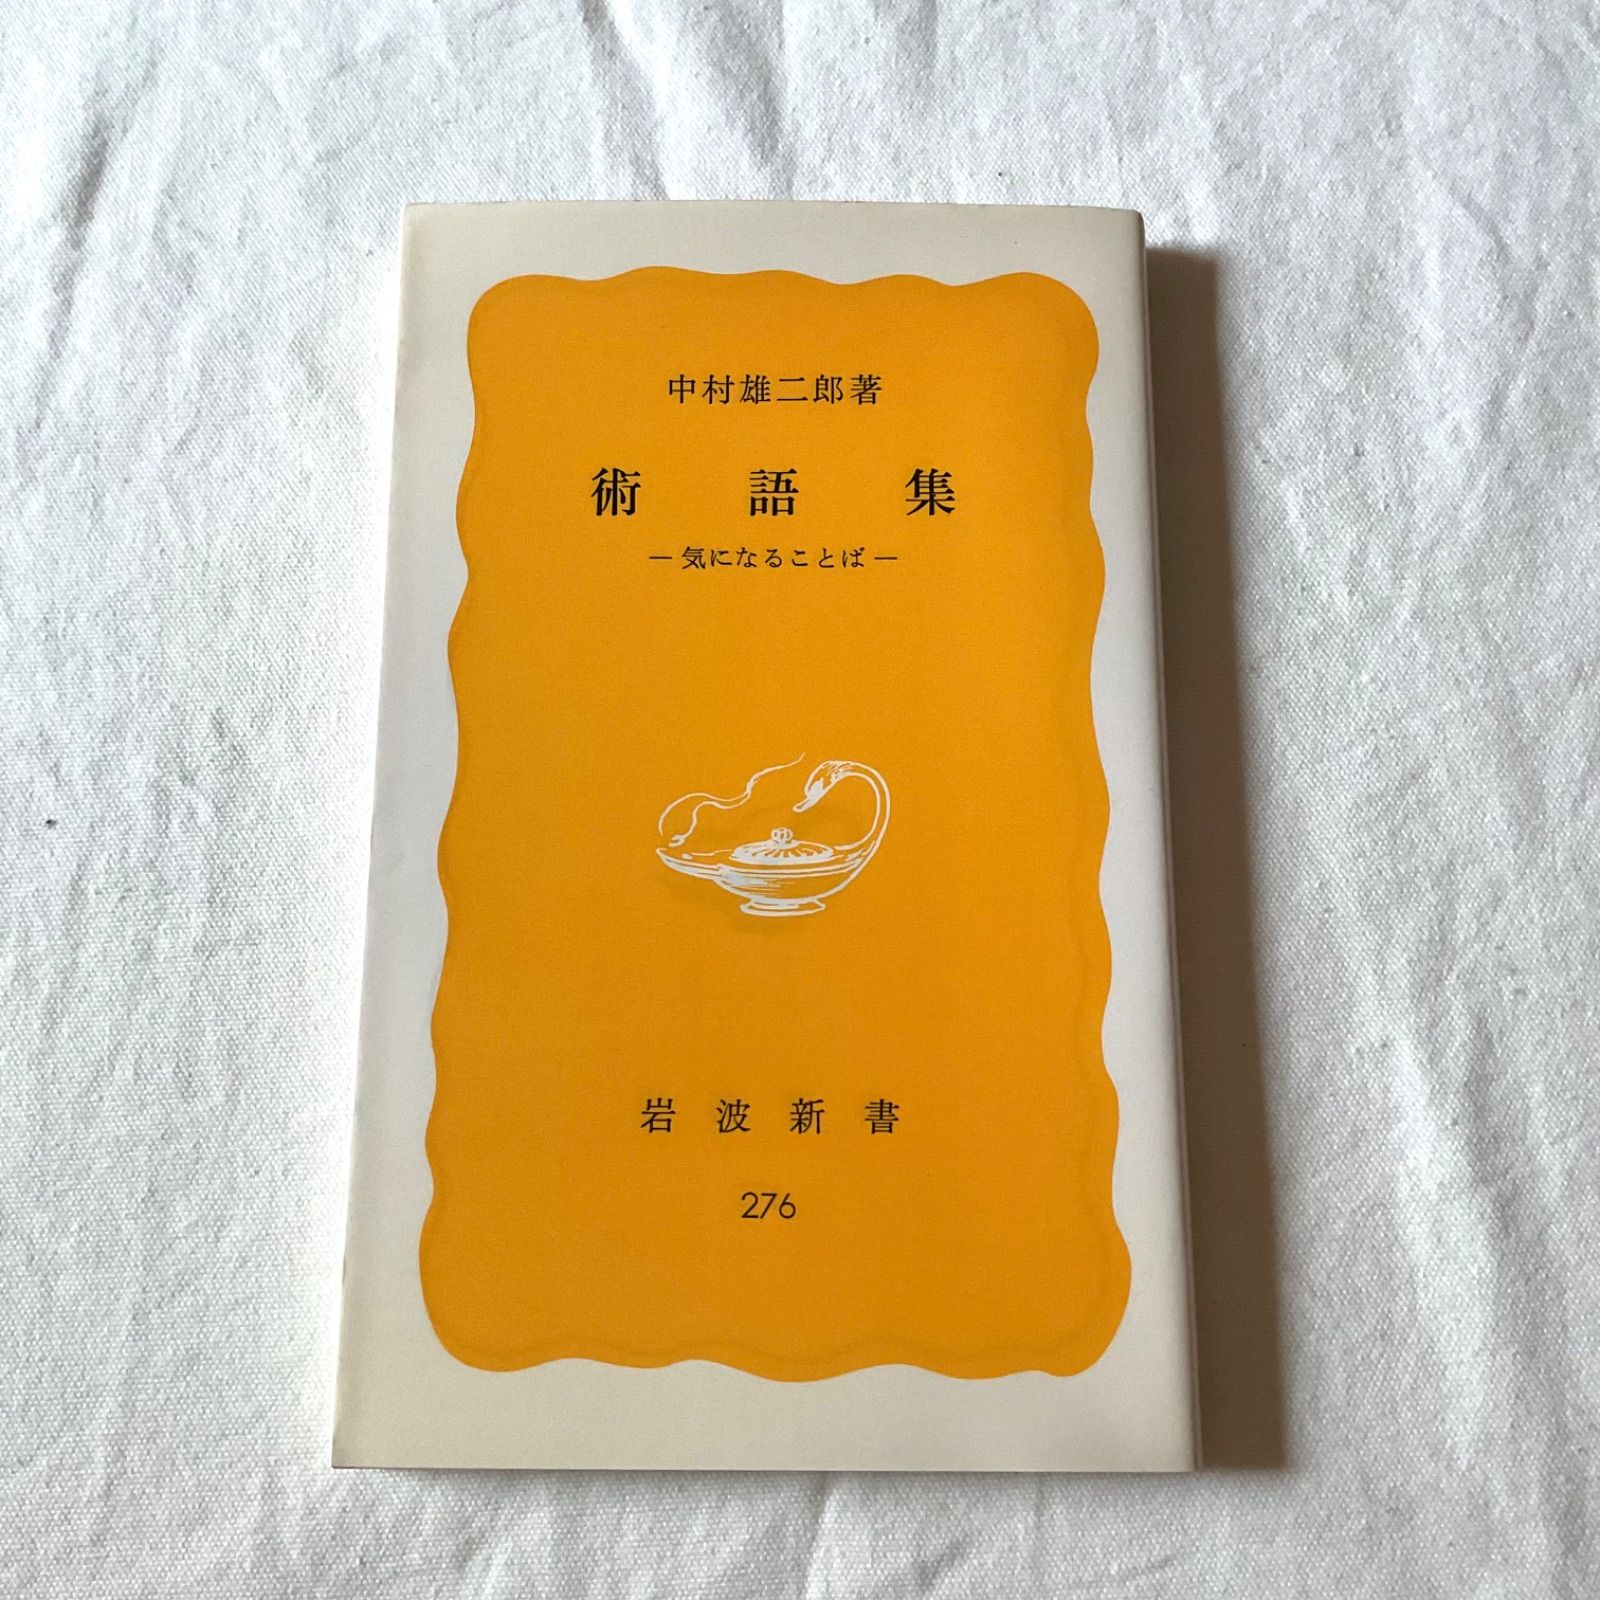 中村雄二郎著
術語集
―気になることば―
岩波新書
276